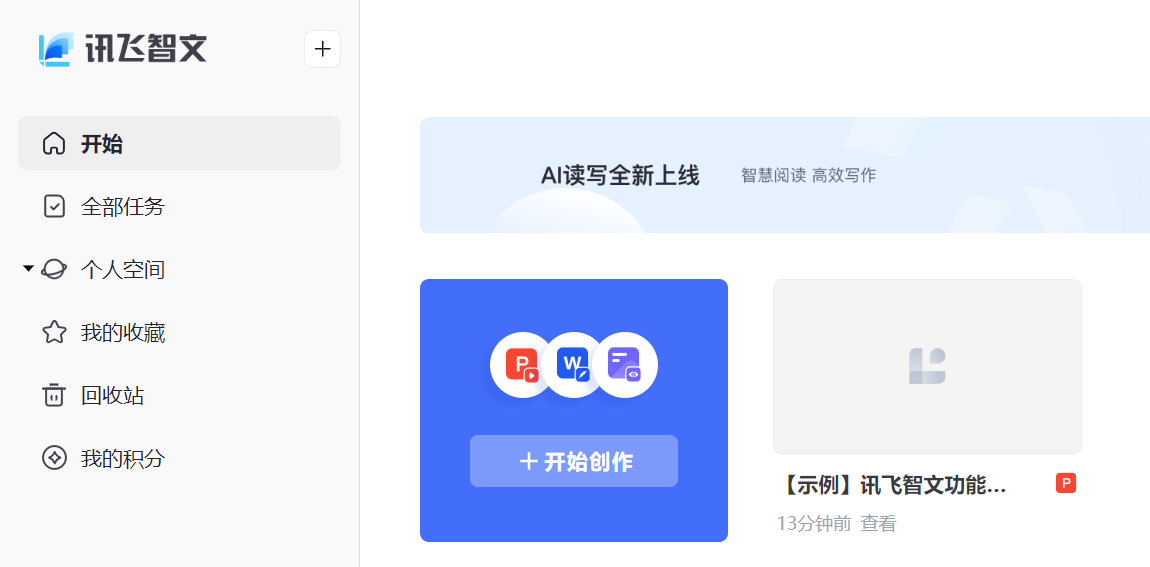 讯飞智文
开始
全部任务
个人空间
我的收藏
回收站
我的积分
AI读写全新上线 智慧阅读 高效写作
P W
+ 开始创作
【示例】讯飞智文功能... P
13分钟前 查看